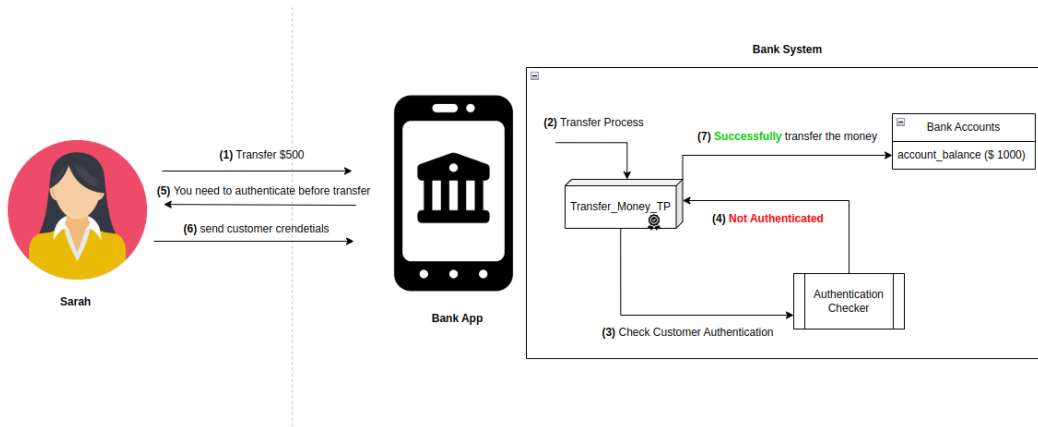 Bank System
(2) Transfer Process
(7) Successfully transfer the money
Bank Accounts
account_balance ($ 1000)
(1) Transfer $500
(5) You need to authenticate before transfer
(6) send customer crendetials
Transfer_Money_TP
(4) Not Authenticated
Sarah
Bank App
Authentication
Checker
(3) Check Customer Authentication